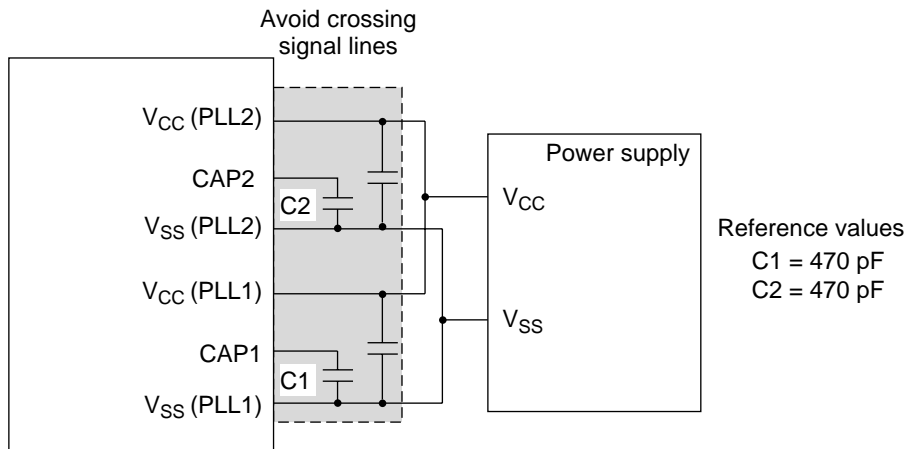 Avoid crossing
signal lines
VCC (PLL2)
CAP2
C2
VSS (PLL2)
VCC (PLL1)
CAP1
C1
VSS (PLL1)
Power supply
VCC
VSS
Reference values
C1 = 470 pF
C2 = 470 pF